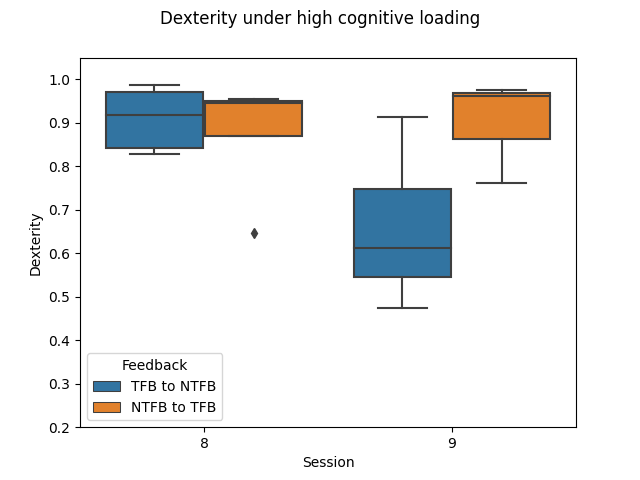 Dexterity under high cognitive loading
1.0
0.9
0.8
0.7
0.6
0.5
0.4
0.3
0.2
Dexterity
Feedback
TFB to NTFB
NTFB to TFB
8
9
Session